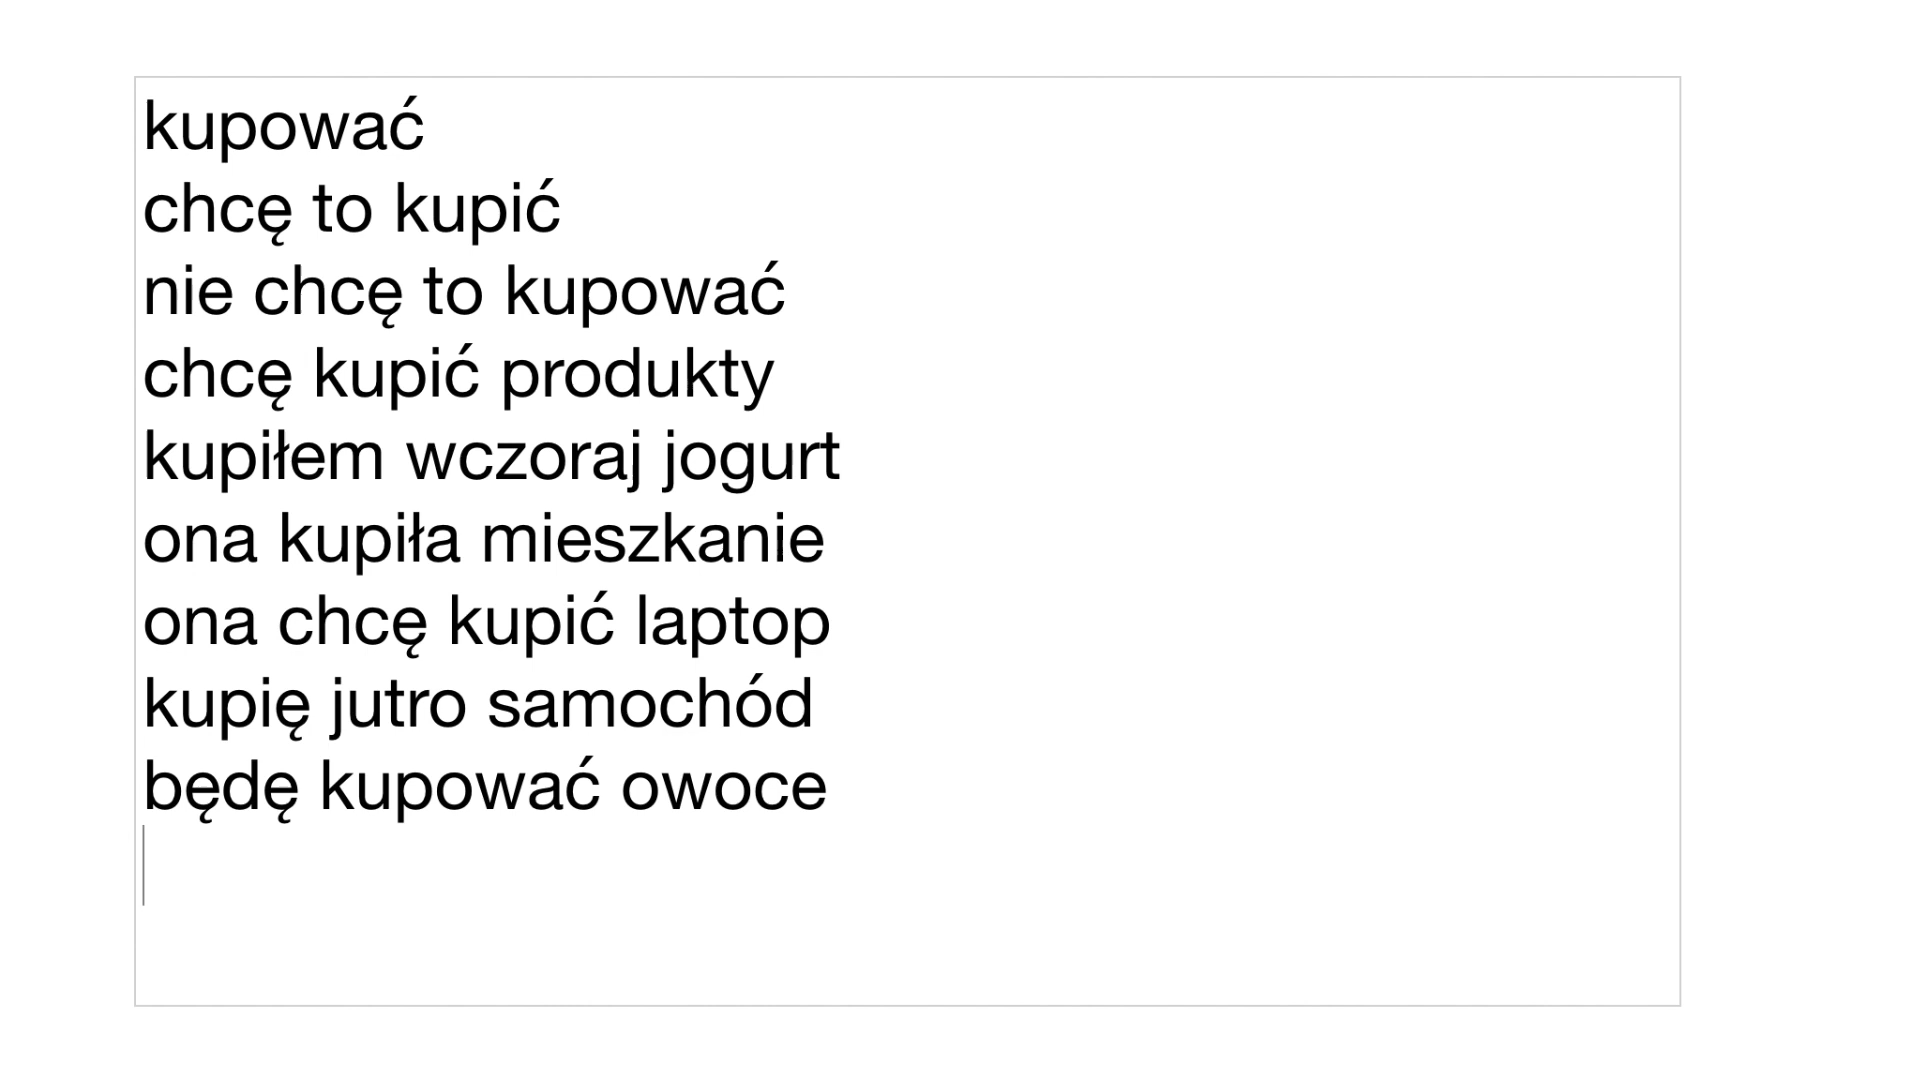 kupować
chcę to kupić
nie chcę to kupować
chcę kupić produkty
kupiłem wczoraj jogurt
ona kupiła mieszkanie
ona chcę kupić laptop
kupię jutro samochód
będę kupować owoce